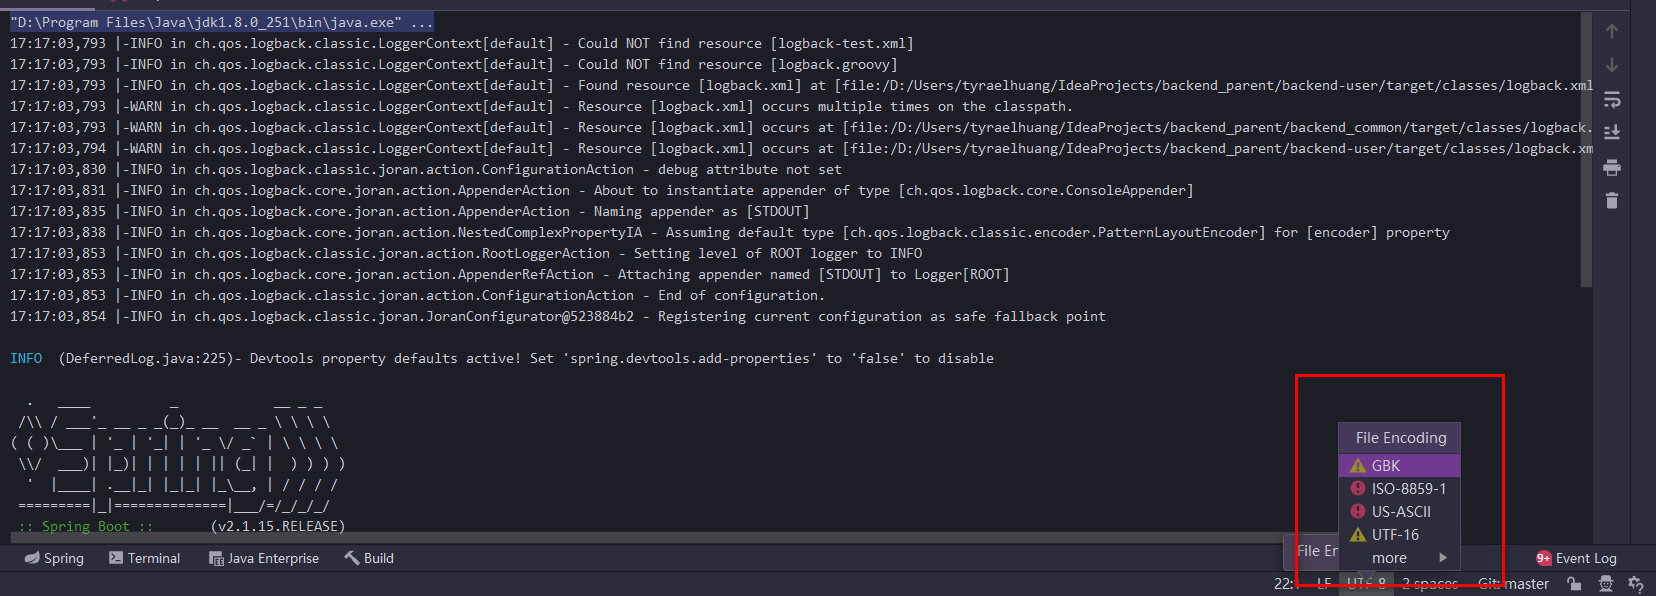 "D:\Program Files\Java\jdk1.8.0_251\bin\java.exe" ...
17:17:03,793 |-INFO in ch.qos.logback.classic.LoggerContext[default] - Could NOT find resource [logback-test.xml]
17:17:03,793 |-INFO in ch.qos.logback.classic.LoggerContext[default] - Could NOT find resource [logback.groovy]
17:17:03,793 |-INFO in ch.qos.logback.classic.LoggerContext[default] - Found resource [logback.xml] at [file:/D:/Users/tyraelhuang/IdeaProjects/backend_parent/backend-user/target/classes/logback.xml
17:17:03,793 |-WARN in ch.qos.logback.classic.LoggerContext[default] - Resource [logback.xml] occurs multiple times on the classpath.
17:17:03,793 |-WARN in ch.qos.logback.classic.LoggerContext[default] - Resource [logback.xml] occurs at [file:/D:/Users/tyraelhuang/IdeaProjects/backend_parent/backend_common/target/classes/logback.
17:17:03,794 |-WARN in ch.qos.logback.classic.LoggerContext[default] - Resource [logback.xml] occurs at [file:/D:/Users/tyraelhuang/IdeaProjects/backend_parent/backend-user/target/classes/logback.xm
17:17:03,830 |-INFO in ch.qos.logback.classic.joran.action.ConfigurationAction - debug attribute not set
17:17:03,831 |-INFO in ch.qos.logback.core.joran.action.AppenderAction - About to instantiate appender of type [ch.qos.logback.core.ConsoleAppender]
17:17:03,835 |-INFO in ch.qos.logback.core.joran.action.AppenderAction - Naming appender as [STDOUT]
17:17:03,838 |-INFO in ch.qos.logback.core.joran.action.NestedComplexPropertyIA - Assuming default type [ch.qos.logback.classic.encoder.PatternLayoutEncoder] for [encoder] property
17:17:03,853 |-INFO in ch.qos.logback.classic.joran.action.RootLoggerAction - Setting level of ROOT logger to INFO
17:17:03,853 |-INFO in ch.qos.logback.core.joran.action.AppenderRefAction - Attaching appender named [STDOUT] to Logger[ROOT]
17:17:03,853 |-INFO in ch.qos.logback.classic.joran.action.ConfigurationAction - End of configuration.
17:17:03,854 |-INFO in ch.qos.logback.classic.joran.JoranConfigurator@523884b2 - Registering current configuration as safe fallback point
INFO  (DeferredLog.java:225)- Devtools property defaults active! Set 'spring.devtools.add-properties' to 'false' to disable
  .   ____          _            __ _ _
 /\\ / ___'_ __ _ _(_)_ __  __ _ \ \ \ \
( ( )\___ | '_ | '_| | '_ \/ _` | \ \ \ \
 \\/  ___)| |_)| | | | | || (_| |  ) ) ) )
  '  |____| .__|_| |_|_| |_\__, | / / / /
 =========|_|==============|___/=/_/_/_/
 :: Spring Boot ::       (v2.1.15.RELEASE)
File Encoding
GBK
ISO-8859-1
US-ASCII
UTF-16
more
File En
Spring Terminal Java Enterprise Build 9+ Event Log
22:1 LF UTF-8 2 spaces Git: master